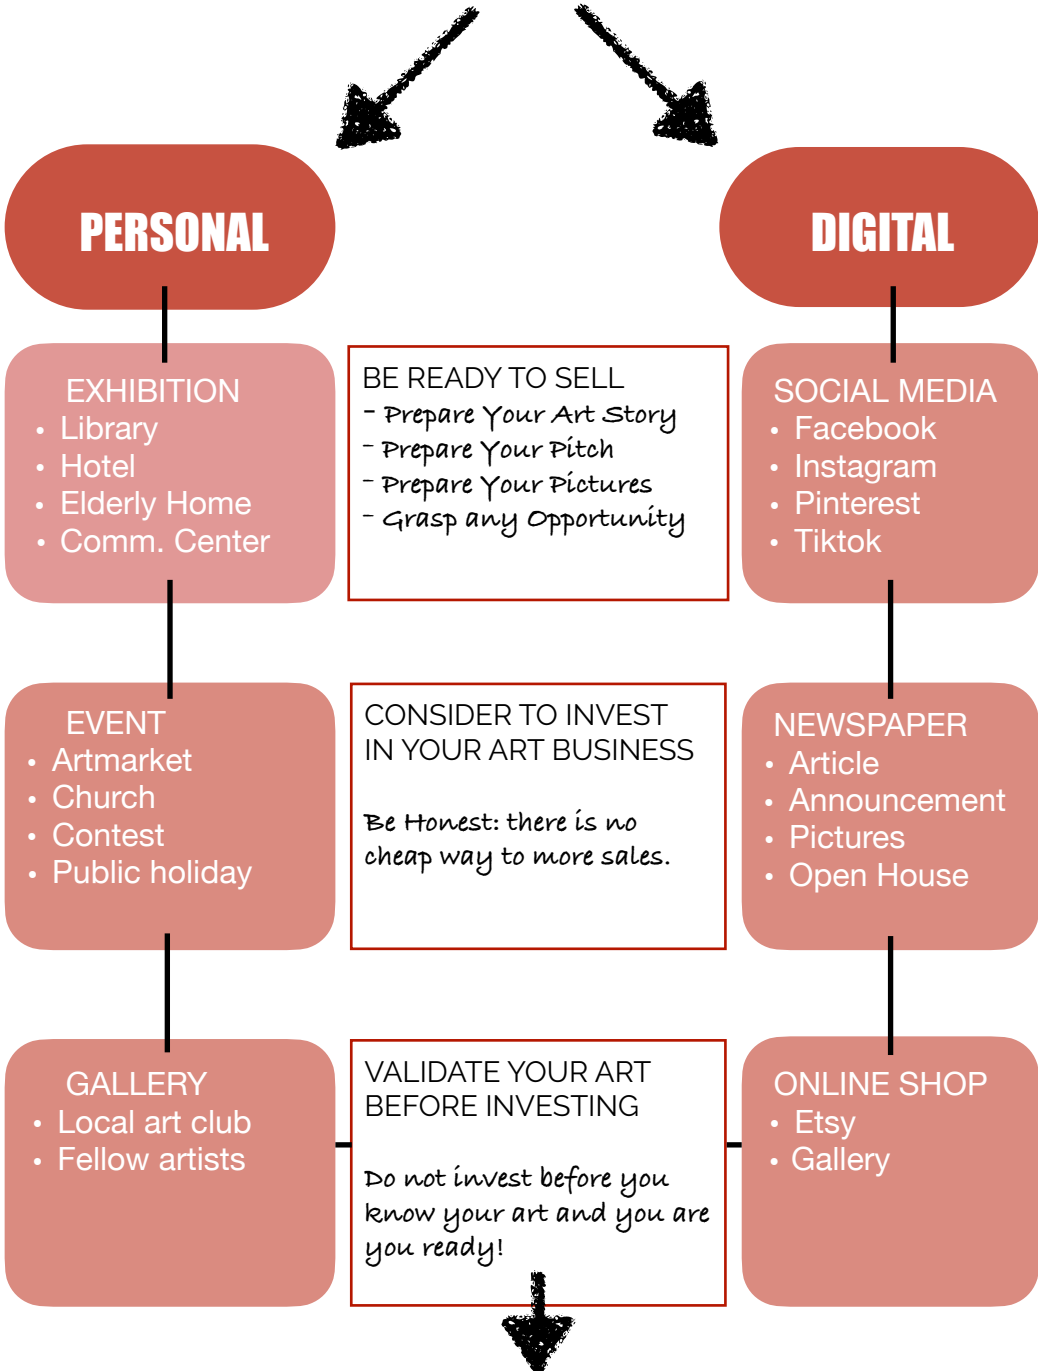 PERSONAL
DIGITAL
EXHIBITION
• Library
• Hotel
• Elderly Home
• Comm. Center
BE READY TO SELL
- Prepare Your Art Story
- Prepare Your Pitch
- Prepare Your Pictures
- Grasp any Opportunity
SOCIAL MEDIA
• Facebook
• Instagram
• Pinterest
• Tiktok
EVENT
• Artmarket
• Church
• Contest
• Public holiday
CONSIDER TO INVEST
IN YOUR ART BUSINESS
Be Honest: there is no
cheap way to more sales.
NEWSPAPER
• Article
• Announcement
• Pictures
• Open House
GALLERY
• Local art club
• Fellow artists
VALIDATE YOUR ART
BEFORE INVESTING
Do not invest before you
know your art and you are
you ready!
ONLINE SHOP
• Etsy
• Gallery